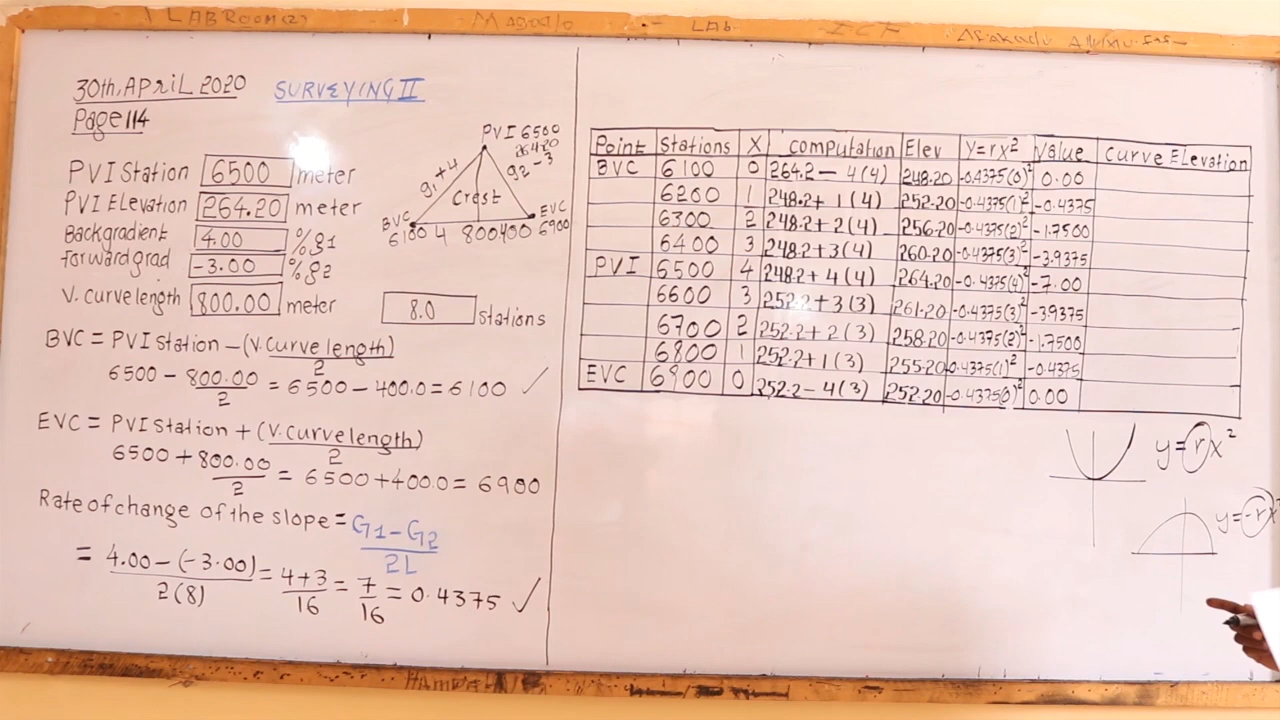 LAB ROOM(2)
LAb
30th, APriL 2020 SURVEYING II
Page 114
PVI Station 6500 meter
PVI Elevation 264.20 meter
Backgradient 4.00 % g1
forward grad -3.00 % g2
V. curve length 800.00 meter
8.0 stations
PVI 6500
264.20
g1 +4
g2 -3
Crest
BVC
EVC
6100 4 800 400 6900
BVC = PVI Station - (V. curve length)
2
6500 - 800.00 = 6500 - 400.0 = 6100 ✓
2
EVC = PVI Station + (V. curve length)
2
6500 + 800.00 = 6500 + 400.0 = 6900
2
Rate of change of the slope = G1 - G2
2L
= 4.00 - (-3.00) = 4+3 = 7 = 0.4375 ✓
2(8) 16 16
Point Stations X computation Elev Y=rx² Value Curve Elevation
BVC 6100 0 264.2 - 4(4) 248.20 -0.4375(0)² 0.00
6200 1 248.2 + 1(4) 252.20 -0.4375(1)² -0.4375
6300 2 248.2 + 2(4) 256.20 -0.4375(2)² -1.7500
6400 3 248.2 + 3(4) 260.20 -0.4375(3)² -3.9375
PVI 6500 4 248.2 + 4(4) 264.20 -0.4375(4)² -7.00
6600 3 252.2 + 3(3) 261.20 -0.4375(3)² -39375
6700 2 252.2 + 2(3) 258.20 -0.4375(2)² -1.7500
6800 1 252.2 + 1(3) 255.20 0.4375(1)² -0.4375
EVC 6900 0 252.2 - 4(3) 252.20 -0.4375(0)² 0.00
y = rx²
y = -rx²